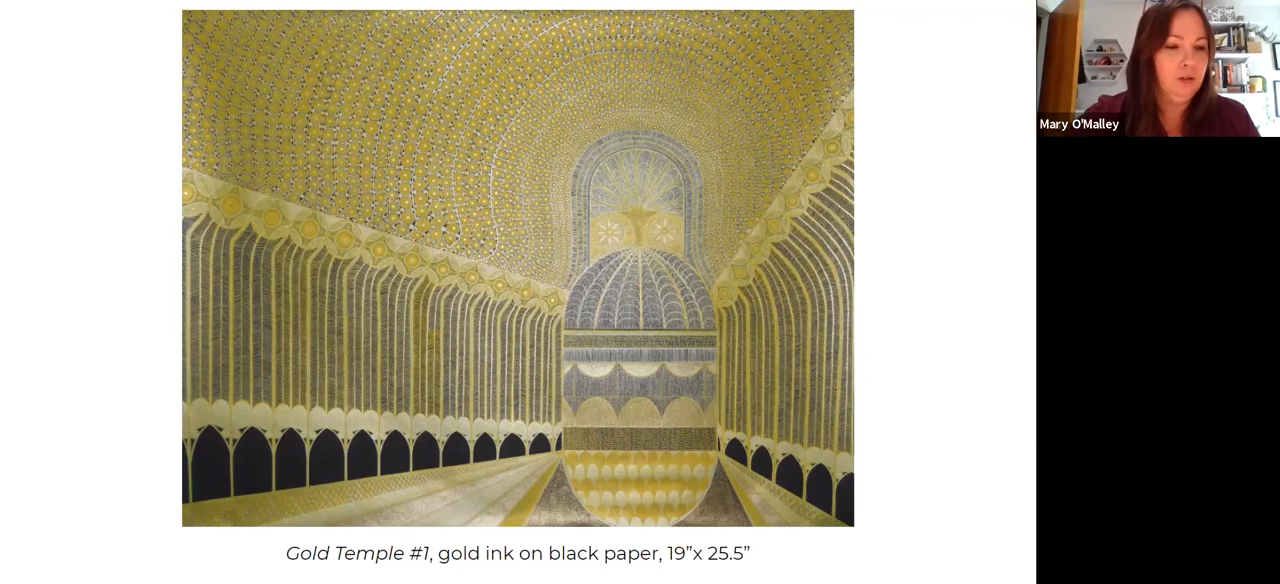 Mary O'Malley
Gold Temple #1, gold ink on black paper, 19”x 25.5”